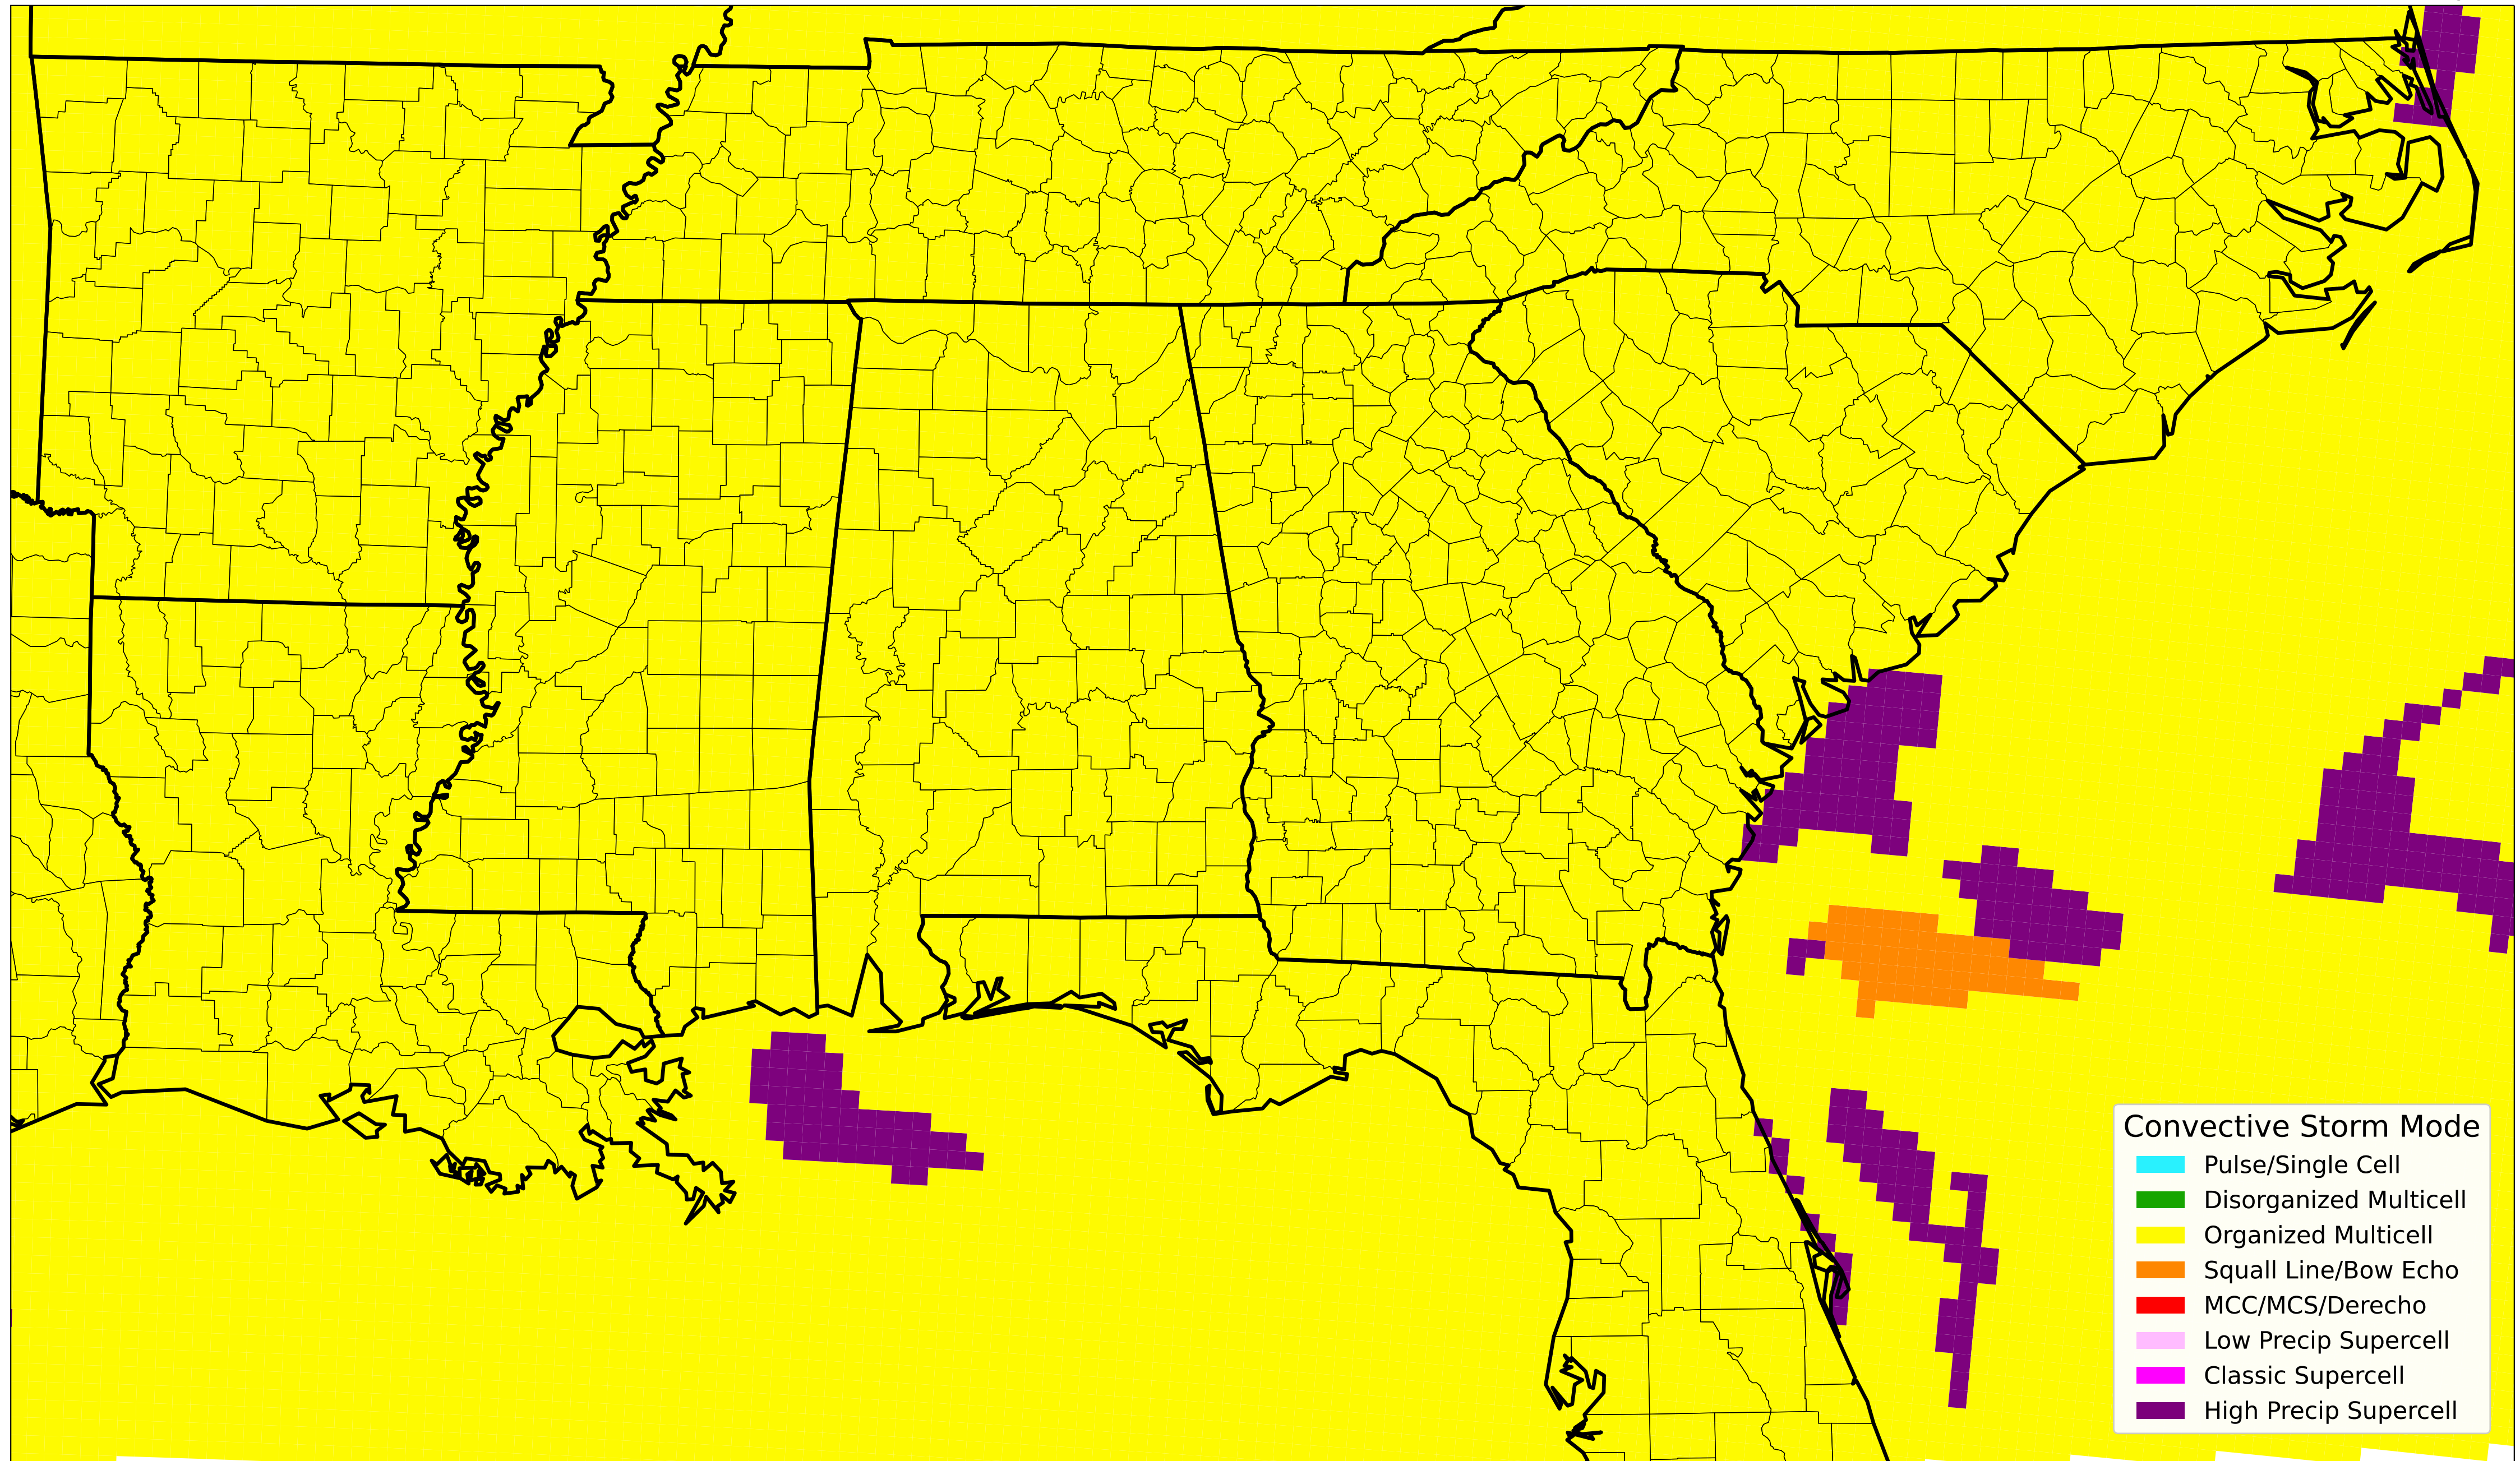 Convective Storm Mode
Pulse/Single Cell
Disorganized Multicell
Organized Multicell
Squall Line/Bow Echo
MCC/MCS/Derecho
Low Precip Supercell
Classic Supercell
High Precip Supercell